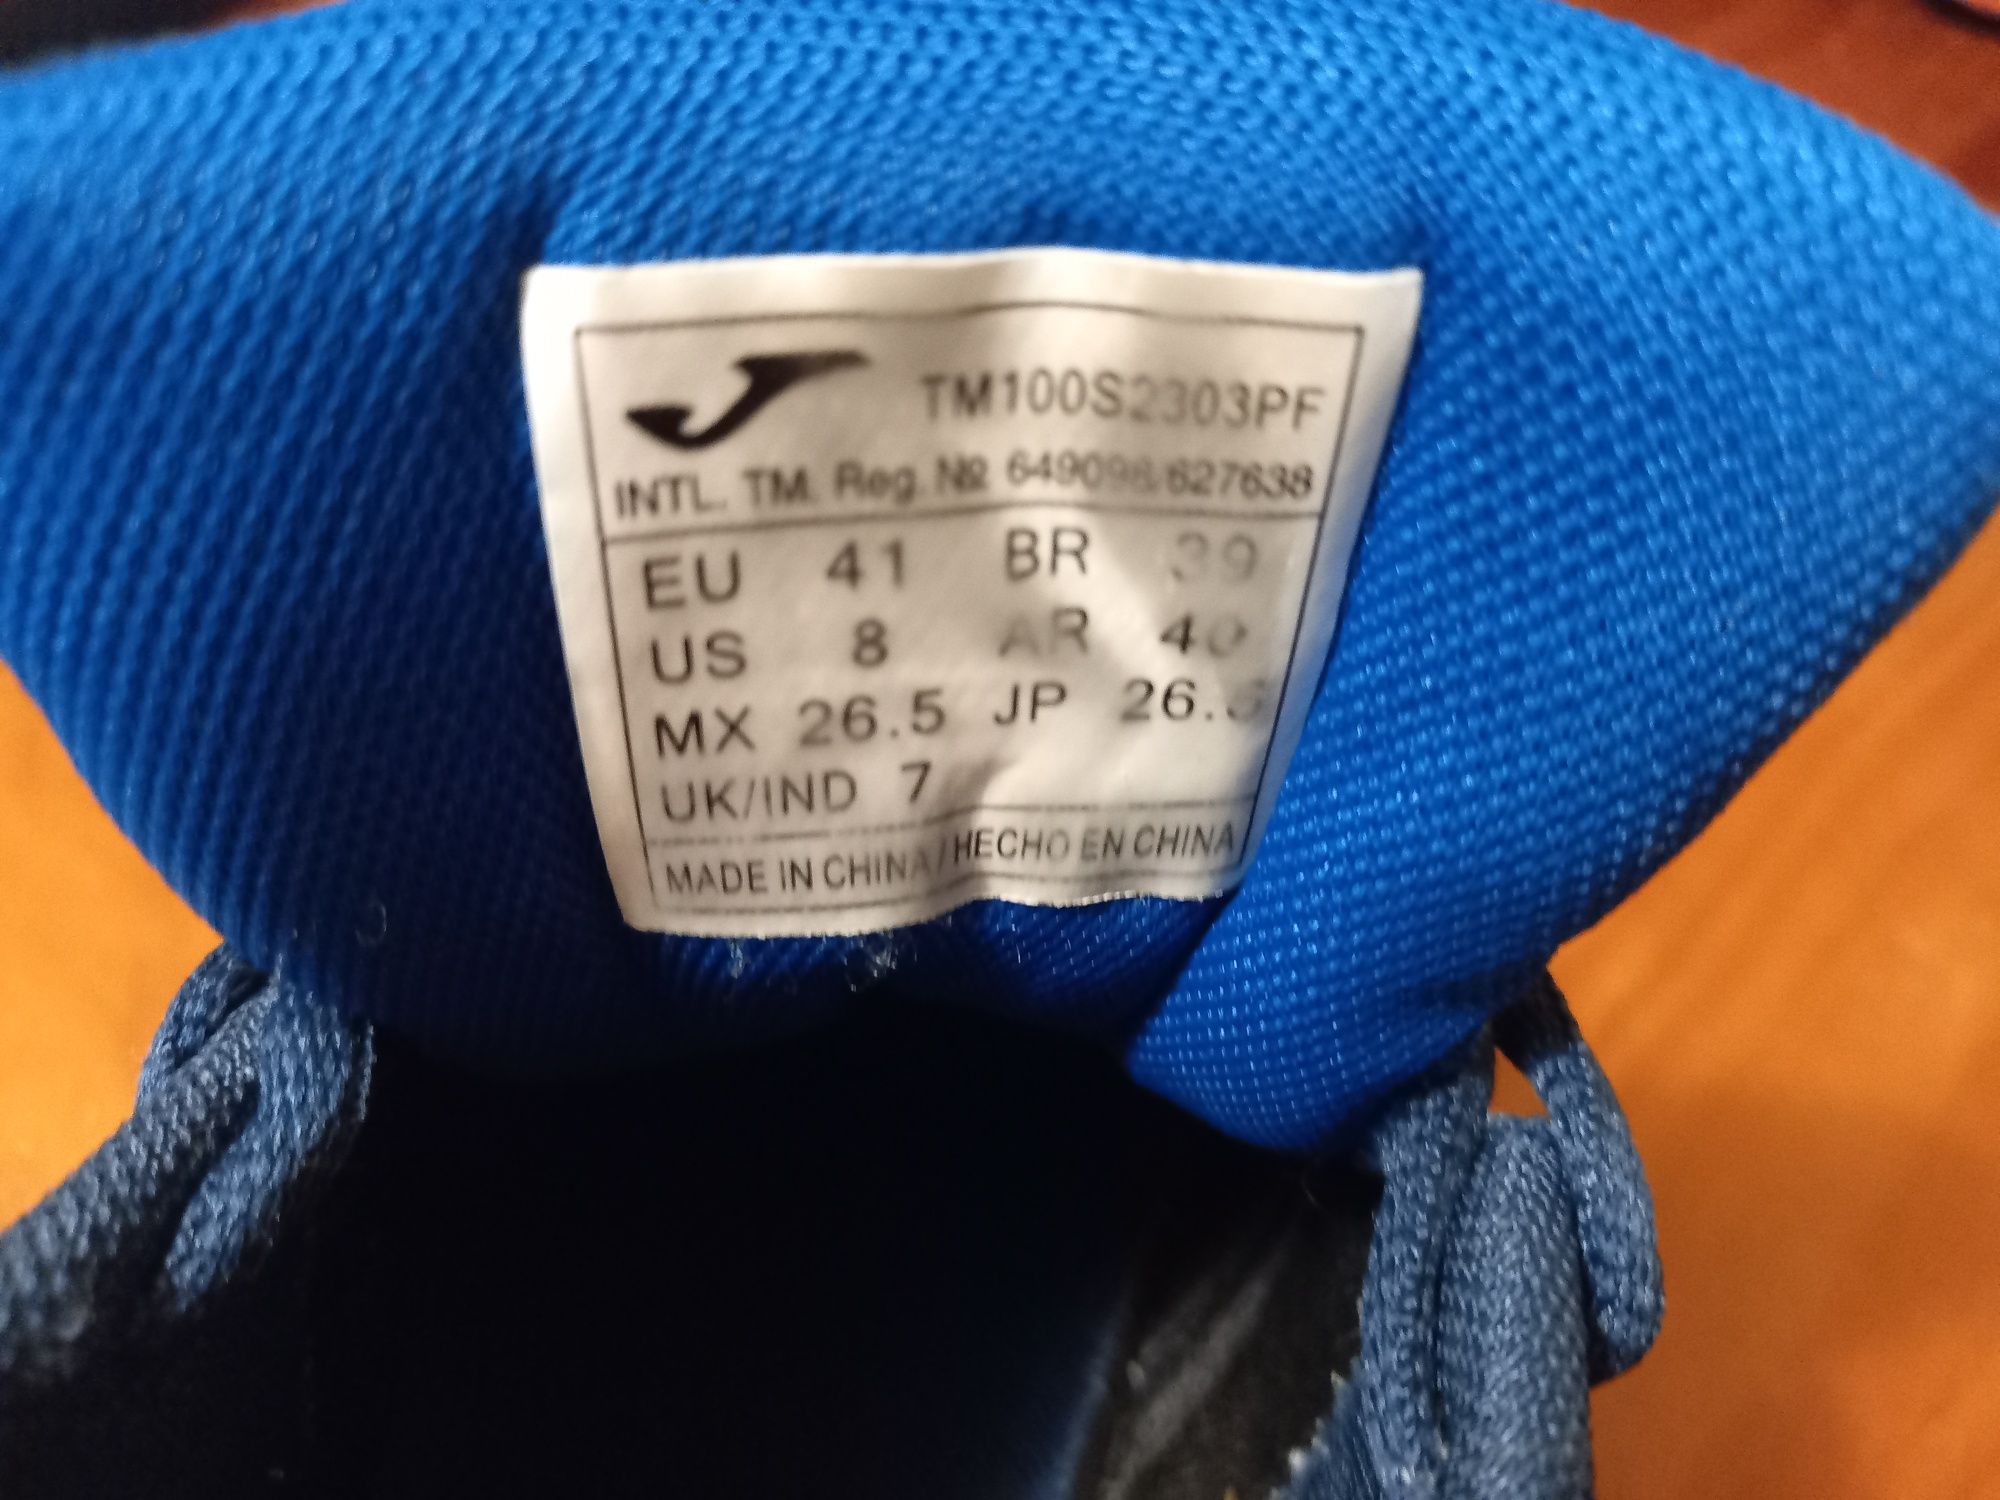 TM100S2303PF
INTL. TM. Reg. № 649098/627638
EU 41 BR 39
US 8 AR 40
MX 26.5 JP 26.5
UK/IND 7
MADE IN CHINA/HECHO EN CHINA